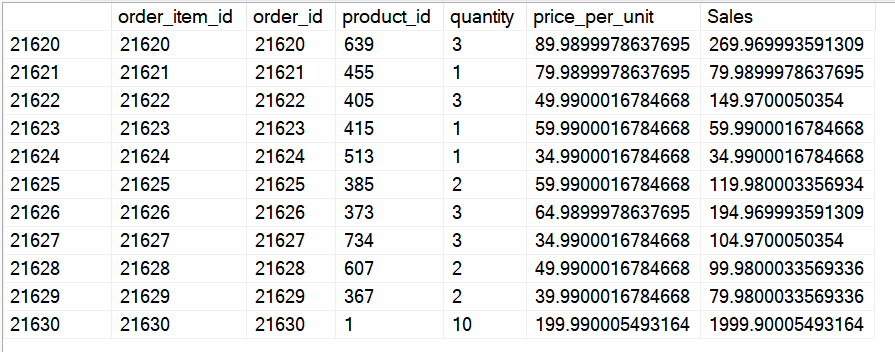 order_item_id order_id product_id quantity price_per_unit Sales
21620 21620 21620 639 3 89.9899978637695 269.969993591309
21621 21621 21621 455 1 79.9899978637695 79.9899978637695
21622 21622 21622 405 3 49.9900016784668 149.9700050354
21623 21623 21623 415 1 59.9900016784668 59.9900016784668
21624 21624 21624 513 1 34.9900016784668 34.9900016784668
21625 21625 21625 385 2 59.9900016784668 119.980003356934
21626 21626 21626 373 3 64.9899978637695 194.969993591309
21627 21627 21627 734 3 34.9900016784668 104.9700050354
21628 21628 21628 607 2 49.9900016784668 99.9800033569336
21629 21629 21629 367 2 39.9900016784668 79.9800033569336
21630 21630 21630 1 10 199.990005493164 1999.90005493164